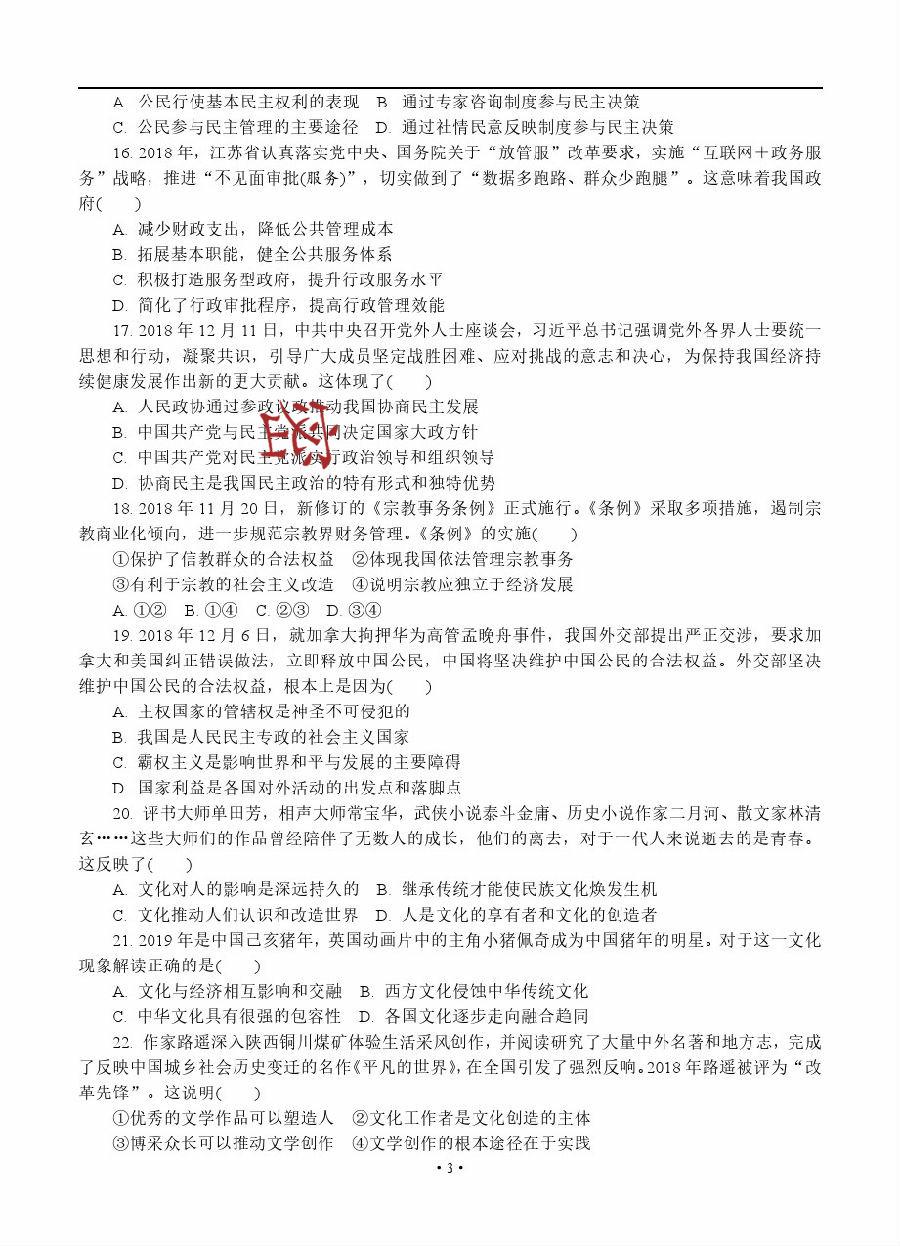 A. 公民行使基本民主权利的表现 B. 通过专家咨询制度参与民主决策
C. 公民参与民主管理的主要途径 D. 通过社情民意反映制度参与民主决策
16. 2018 年，江苏省认真落实党中央、国务院关于“放管服”改革要求，实施“互联网＋政务服
务”战略，推进“不见面审批(服务)”，切实做到了“数据多跑路、群众少跑腿”。这意味着我国政
府(　　)
A. 减少财政支出，降低公共管理成本
B. 拓展基本职能，健全公共服务体系
C. 积极打造服务型政府，提升行政服务水平
D. 简化了行政审批程序，提高行政管理效能
17. 2018 年 12 月 11 日，中共中央召开党外人士座谈会，习近平总书记强调党外各界人士要统一
思想和行动，凝聚共识，引导广大成员坚定战胜困难、应对挑战的意志和决心，为保持我国经济持
续健康发展作出新的更大贡献。这体现了(　　)
A. 人民政协通过参政议政推动我国协商民主发展
B. 中国共产党与民主党派共同决定国家大政方针
C. 中国共产党对民主党派实行政治领导和组织领导
D. 协商民主是我国民主政治的特有形式和独特优势
18. 2018 年 11 月 20 日，新修订的《宗教事务条例》正式施行。《条例》采取多项措施，遏制宗
教商业化倾向，进一步规范宗教界财务管理。《条例》的实施(　　)
①保护了信教群众的合法权益　②体现我国依法管理宗教事务
③有利于宗教的社会主义改造　④说明宗教应独立于经济发展
A. ①② B. ①④ C. ②③ D. ③④
19. 2018 年 12 月 6 日，就加拿大拘押华为高管孟晚舟事件，我国外交部提出严正交涉，要求加
拿大和美国纠正错误做法，立即释放中国公民，中国将坚决维护中国公民的合法权益。外交部坚决
维护中国公民的合法权益，根本上是因为(　　)
A. 主权国家的管辖权是神圣不可侵犯的
B. 我国是人民民主专政的社会主义国家
C. 霸权主义是影响世界和平与发展的主要障碍
D. 国家利益是各国对外活动的出发点和落脚点
20. 评书大师单田芳，相声大师常宝华，武侠小说泰斗金庸、历史小说作家二月河、散文家林清
玄……这些大师们的作品曾经陪伴了无数人的成长，他们的离去，对于一代人来说逝去的是青春。
这反映了(　　)
A. 文化对人的影响是深远持久的 B. 继承传统才能使民族文化焕发生机
C. 文化推动人们认识和改造世界 D. 人是文化的享有者和文化的创造者
21. 2019 年是中国己亥猪年，英国动画片中的主角小猪佩奇成为中国猪年的明星。对于这一文化
现象解读正确的是(　　)
A. 文化与经济相互影响和交融 B. 西方文化侵蚀中华传统文化
C. 中华文化具有很强的包容性 D. 各国文化逐步走向融合趋同
22. 作家路遥深入陕西铜川煤矿体验生活采风创作，并阅读研究了大量中外名著和地方志，完成
了反映中国城乡社会历史变迁的名作《平凡的世界》，在全国引发了强烈反响。2018 年路遥被评为“改
革先锋”。这说明(　　)
①优秀的文学作品可以塑造人　②文化工作者是文化创造的主体
③博采众长可以推动文学创作　④文学创作的根本途径在于实践
• 3 •